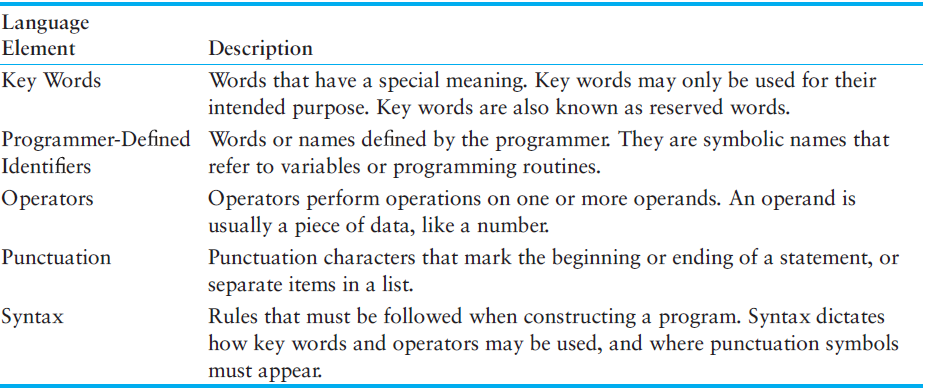 Language
Element Description
Key Words Words that have a special meaning. Key words may only be used for their
intended purpose. Key words are also known as reserved words.
Programmer-Defined Words or names defined by the programmer. They are symbolic names that
Identifiers refer to variables or programming routines.
Operators Operators perform operations on one or more operands. An operand is
usually a piece of data, like a number.
Punctuation Punctuation characters that mark the beginning or ending of a statement, or
separate items in a list.
Syntax Rules that must be followed when constructing a program. Syntax dictates
how key words and operators may be used, and where punctuation symbols
must appear.